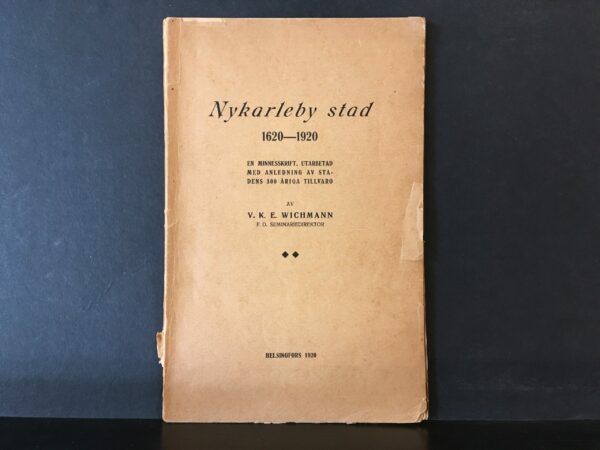 Nykarleby stad
1620—1920
EN MINNESSKRIFT, UTARBETAD
MED ANLEDNING AV STA-
DENS 300 ÅRIGA TILLVARO
AV
V. K. E. WICHMANN
F. D. SEMINARIEDIREKTOR
HELSINGFORS 1920